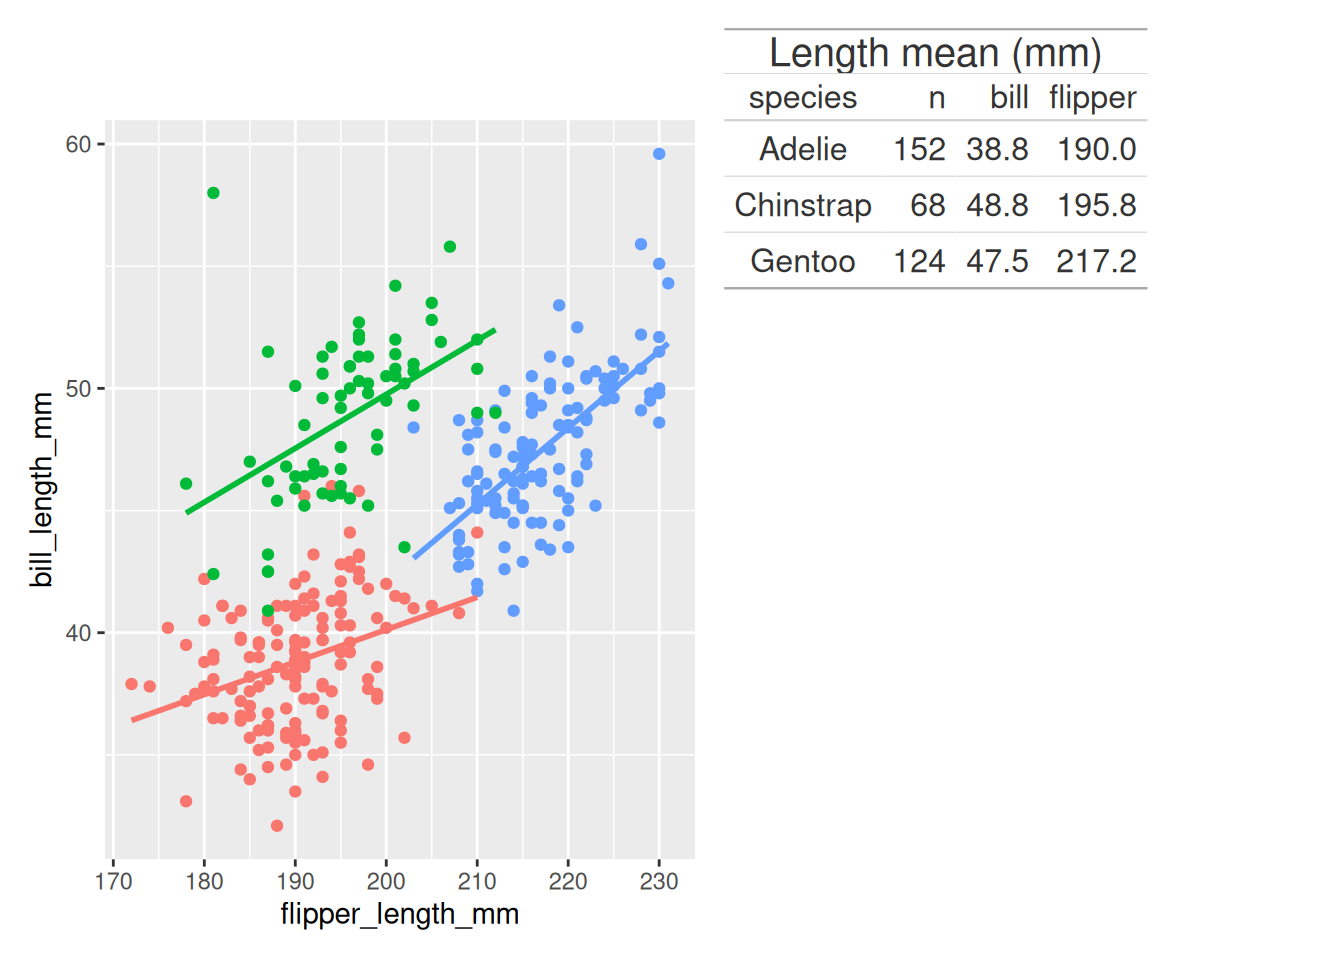 60
50
40
bill_length_mm
170 180 190 200 210 220 230
flipper_length_mm
Length mean (mm)
species n bill flipper
Adelie 152 38.8 190.0
Chinstrap 68 48.8 195.8
Gentoo 124 47.5 217.2